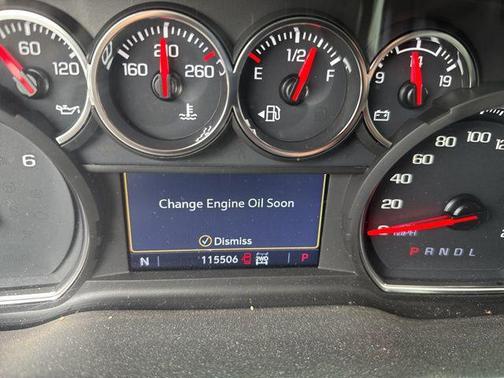 60 120
160 210 260
E 1/2 F
9 14 19
6
Change Engine Oil Soon
Dismiss
N 115506 P
0 20 40 60 80 100
P R N D L